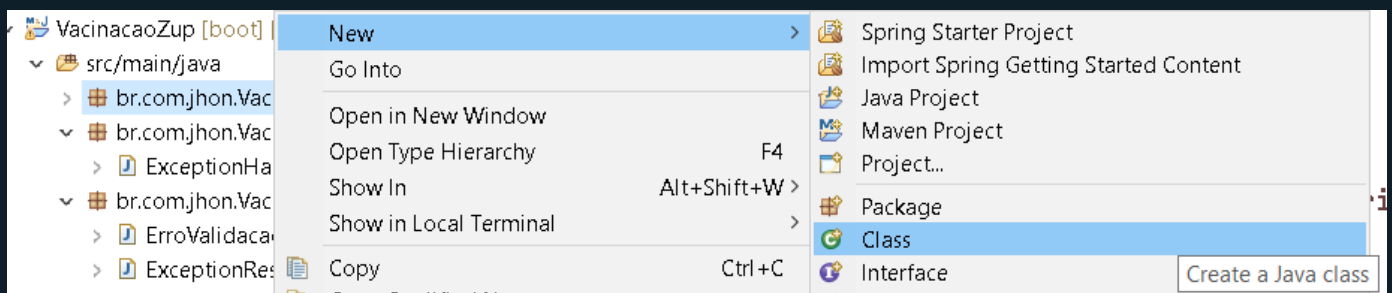 VacinacaoZup [boot]
src/main/java
br.com.jhon.Vac
br.com.jhon.Vac
ExceptionHa
br.com.jhon.Vac
ErroValidaca
ExceptionRes
New
Go Into
Open in New Window
Open Type Hierarchy F4
Show In Alt+Shift+W >
Show in Local Terminal
Copy Ctrl+C
Spring Starter Project
Import Spring Getting Started Content
Java Project
Maven Project
Project...
Package
Class
Interface
Create a Java class